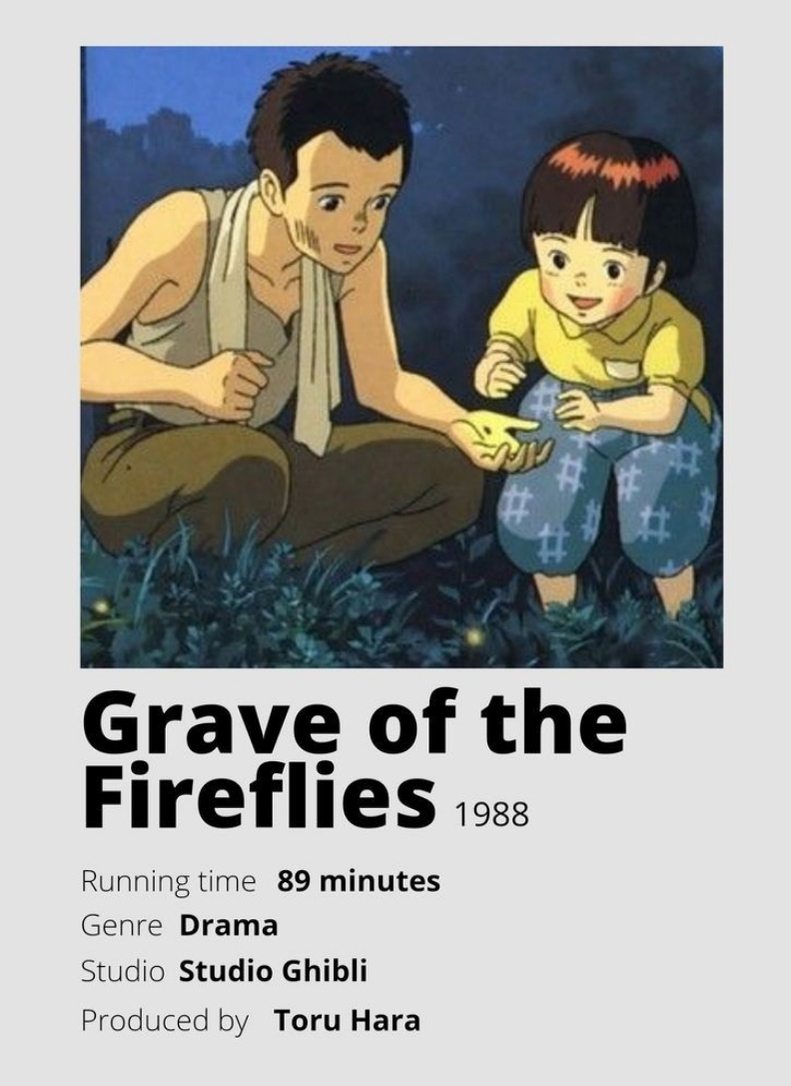 Grave of the
Fireflies 1988
Running time 89 minutes
Genre Drama
Studio Studio Ghibli
Produced by Toru Hara